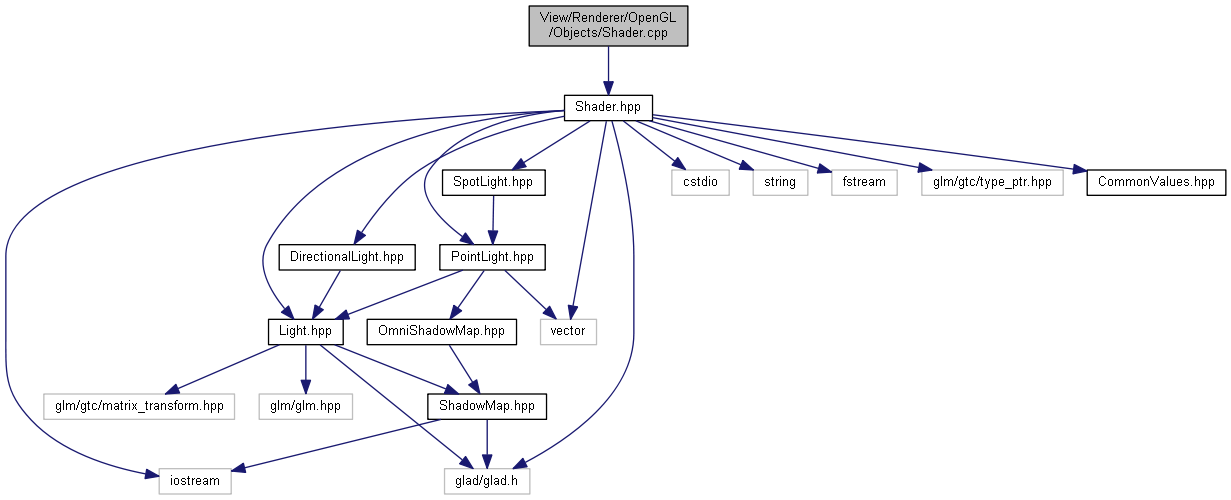 View/Renderer/OpenGL
/Objects/Shader.cpp
Shader.hpp
SpotLight.hpp
cstdio
string
fstream
glm/gtc/type_ptr.hpp
CommonValues.hpp
DirectionalLight.hpp
PointLight.hpp
Light.hpp
OmniShadowMap.hpp
vector
glm/gtc/matrix_transform.hpp
glm/glm.hpp
ShadowMap.hpp
iostream
glad/glad.h